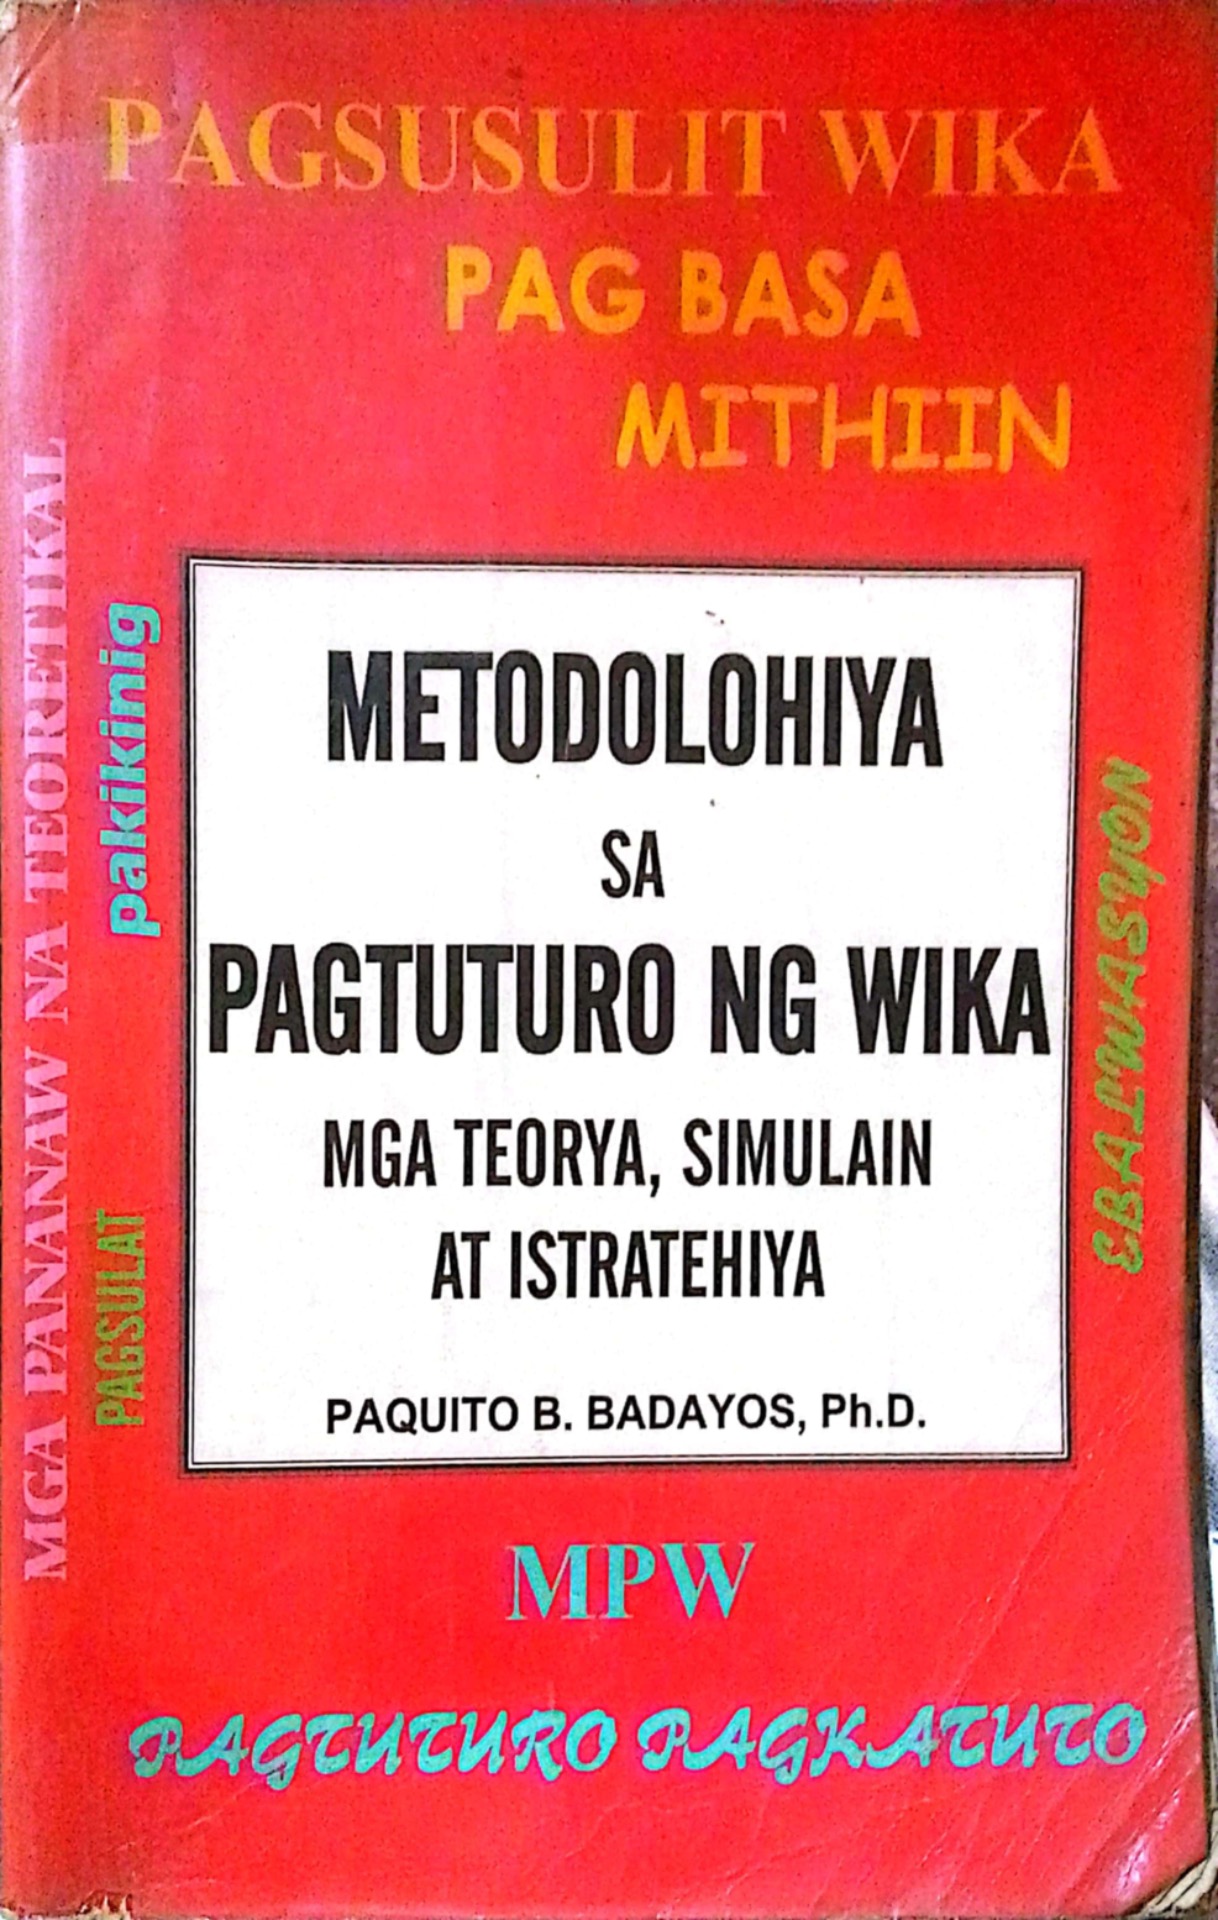 PAGSUSULIT WIKA
PAG BASA
MITHIIN
MGA PANANAW NA TEORETIKAL
pakikinig
PAGSULAT
METODOLOHIYA
SA
PAGTUTURO NG WIKA
MGA TEORYA, SIMULAIN
AT ISTRATEHIYA
PAQUITO B. BADAYOS, Ph.D.
EBALWASYON
MPW
PAGTUTURO PAGKATUTO